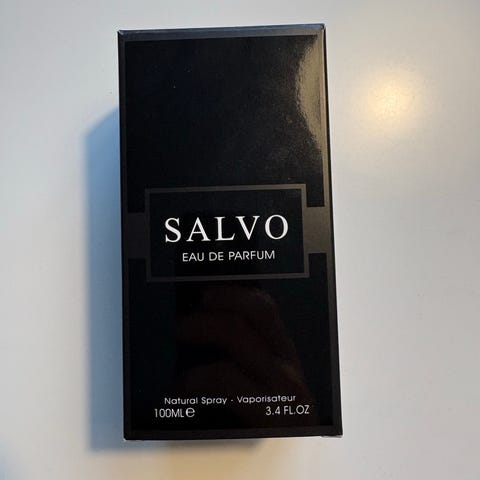 SALVO
EAU DE PARFUM
Natural Spray - Vaporisateur
100ML℮ 3.4 FL.OZ